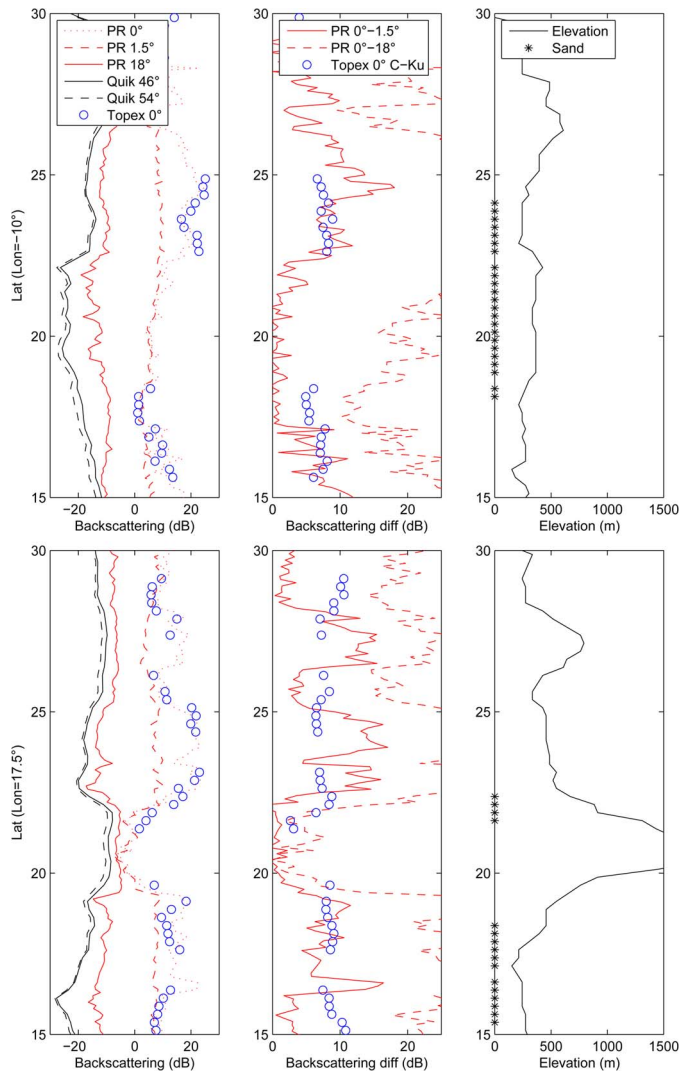 30
25
20
15
Lat (Lon=−10°)
PR 0°
PR 1.5°
PR 18°
Quik 46°
Quik 54°
Topex 0°
−20 0 20
Backscattering (dB)
PR 0°−1.5°
PR 0°−18°
Topex 0° C−Ku
30
25
20
15
0 10 20
Backscattering diff (dB)
Elevation
Sand
30
25
20
15
0 500 1000 1500
Elevation (m)
30
25
20
15
Lat (Lon=17.5°)
−20 0 20
Backscattering (dB)
30
25
20
15
0 10 20
Backscattering diff (dB)
30
25
20
15
0 500 1000 1500
Elevation (m)